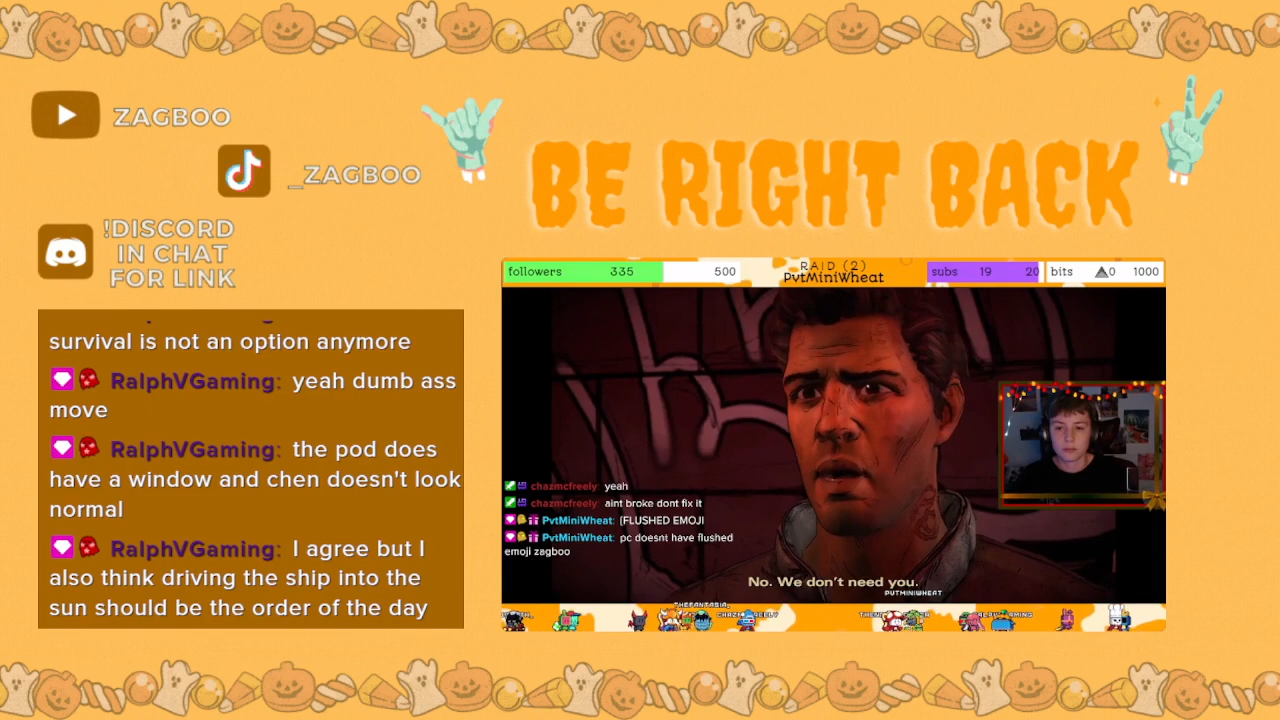 ZAGBOO
_ZAGBOO
!DISCORD
IN CHAT
FOR LINK
BE RIGHT BACK
survival is not an option anymore
RalphVGaming: yeah dumb ass
move
RalphVGaming: the pod does
have a window and chen doesn't look
normal
RalphVGaming: I agree but I
also think driving the ship into the
sun should be the order of the day
followers 335 500
RAID (2)
PvtMiniWheat
subs 19 20
bits 0 1000
chazmcfreely: yeah
chazmcfreely: aint broke dont fix it
PvtMiniWheat: (FLUSHED EMOJI
PvtMiniWheat: pc doesnt have flushed
emoji zagboo
No. We don't need you.
PVTMINIWHEAT
THEFANTASIA_